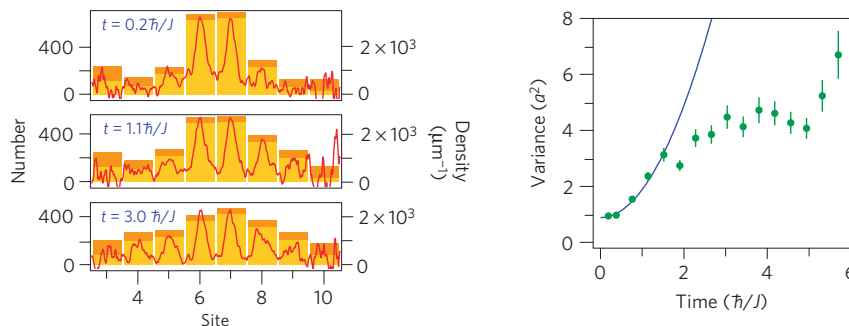 t = 0.2ħ/J
400
0
2 × 10³
0
t = 1.1ħ/J
400
0
2 × 10³
0
t = 3.0 ħ/J
400
0
2 × 10³
0
Number
Density
(μm⁻¹)
4 6 8 10
Site
8
6
4
2
0
Variance (a²)
0 2 4 6
Time (ħ/J)